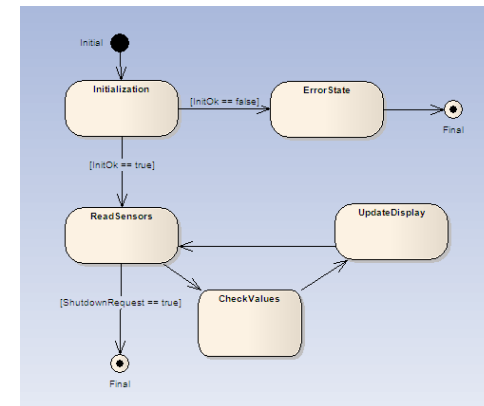 Initial
Initialization
[InitOk == false]
ErrorState
Final
[InitOk == true]
ReadSensors
UpdateDisplay
CheckValues
[ShutdownRequest == true]
Final